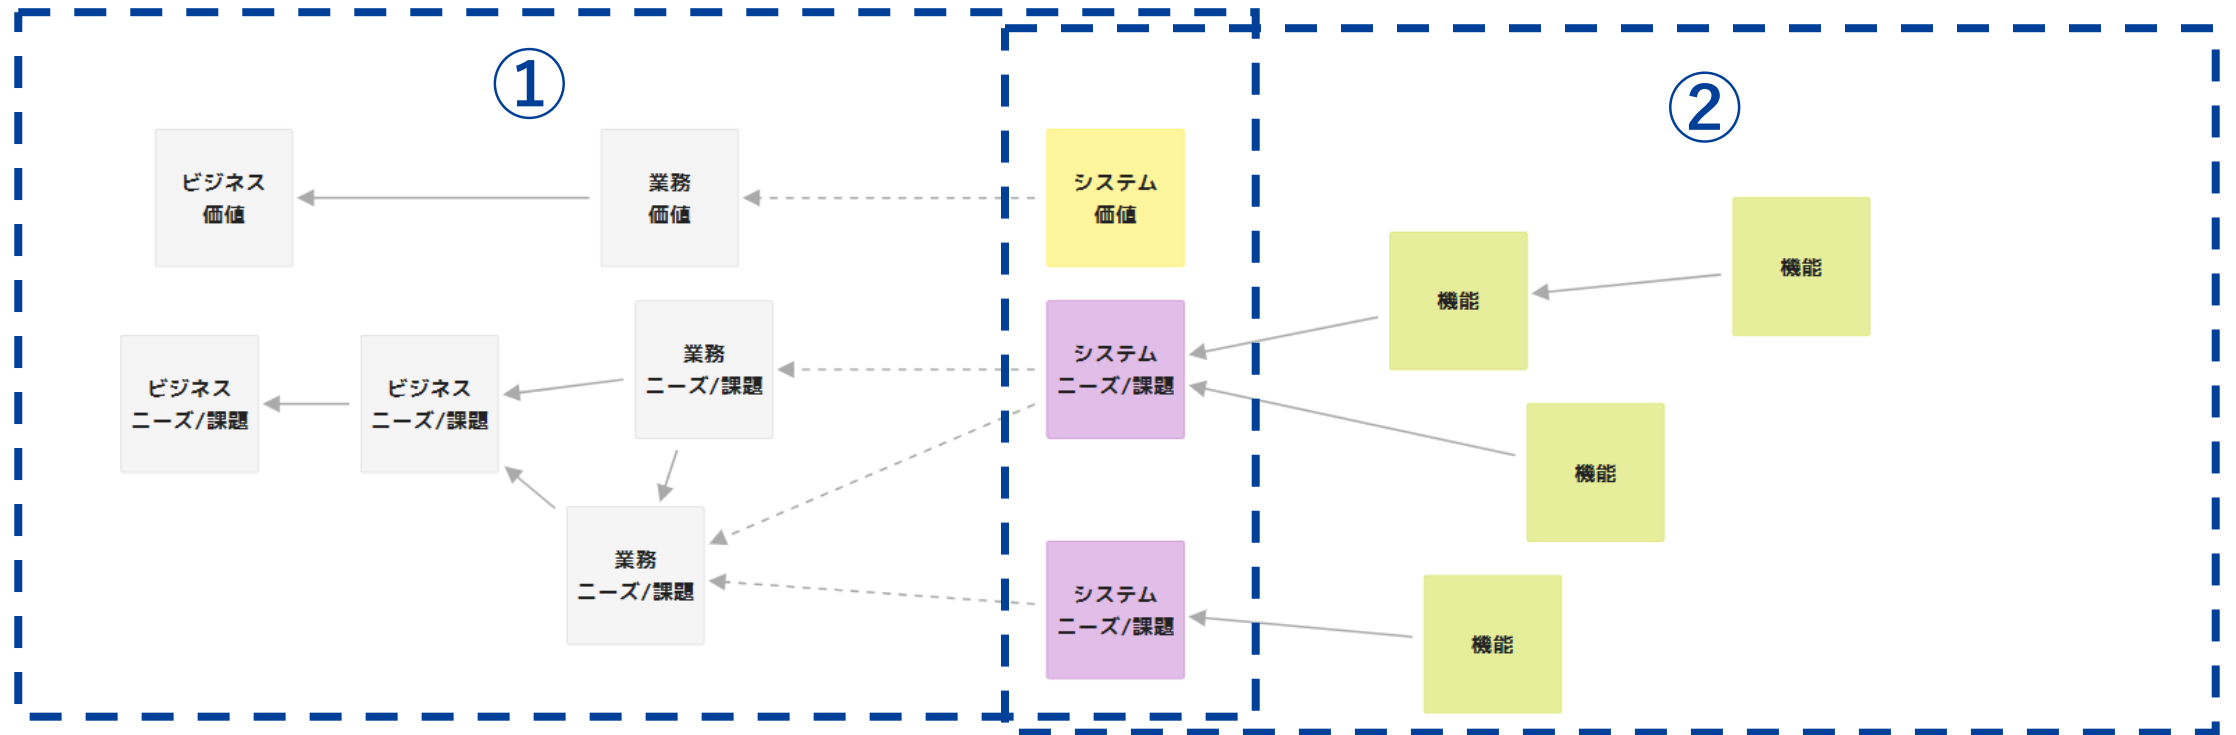 ①
②
ビジネス
価値
業務
価値
システム
価値
機能
機能
ビジネス
ニーズ/課題
ビジネス
ニーズ/課題
業務
ニーズ/課題
システム
ニーズ/課題
機能
業務
ニーズ/課題
システム
ニーズ/課題
機能